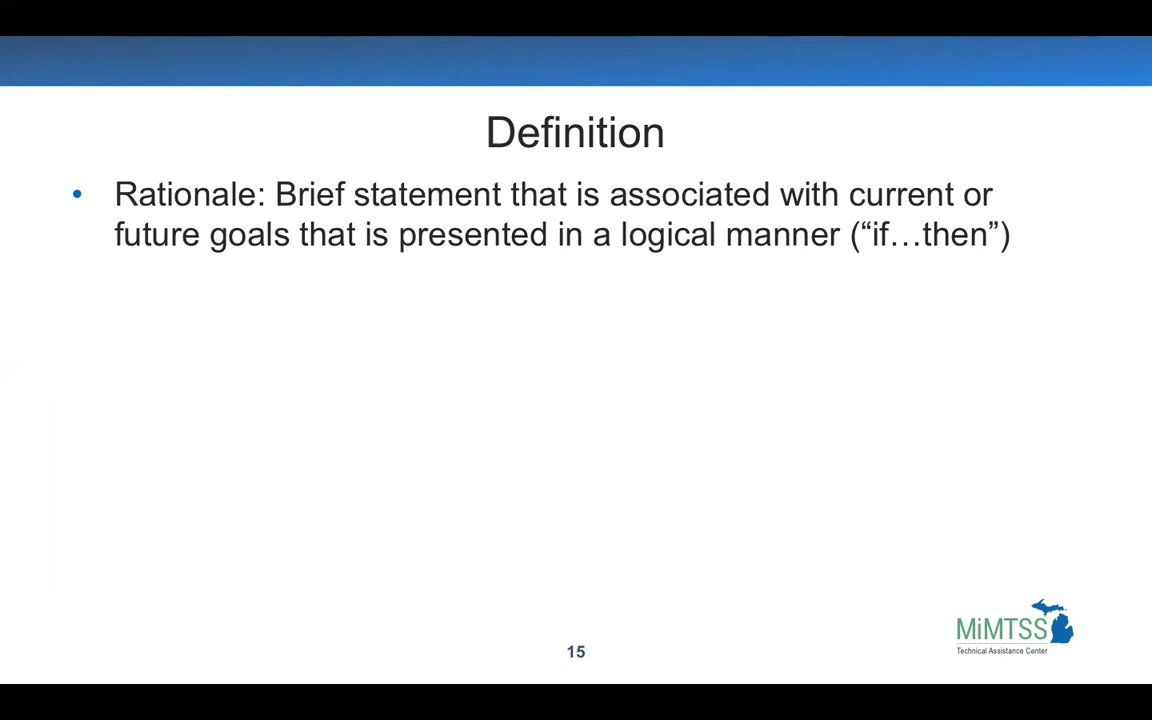 Definition
• Rationale: Brief statement that is associated with current or
future goals that is presented in a logical manner (“if…then”)
15
MiMTSS
Technical Assistance Center